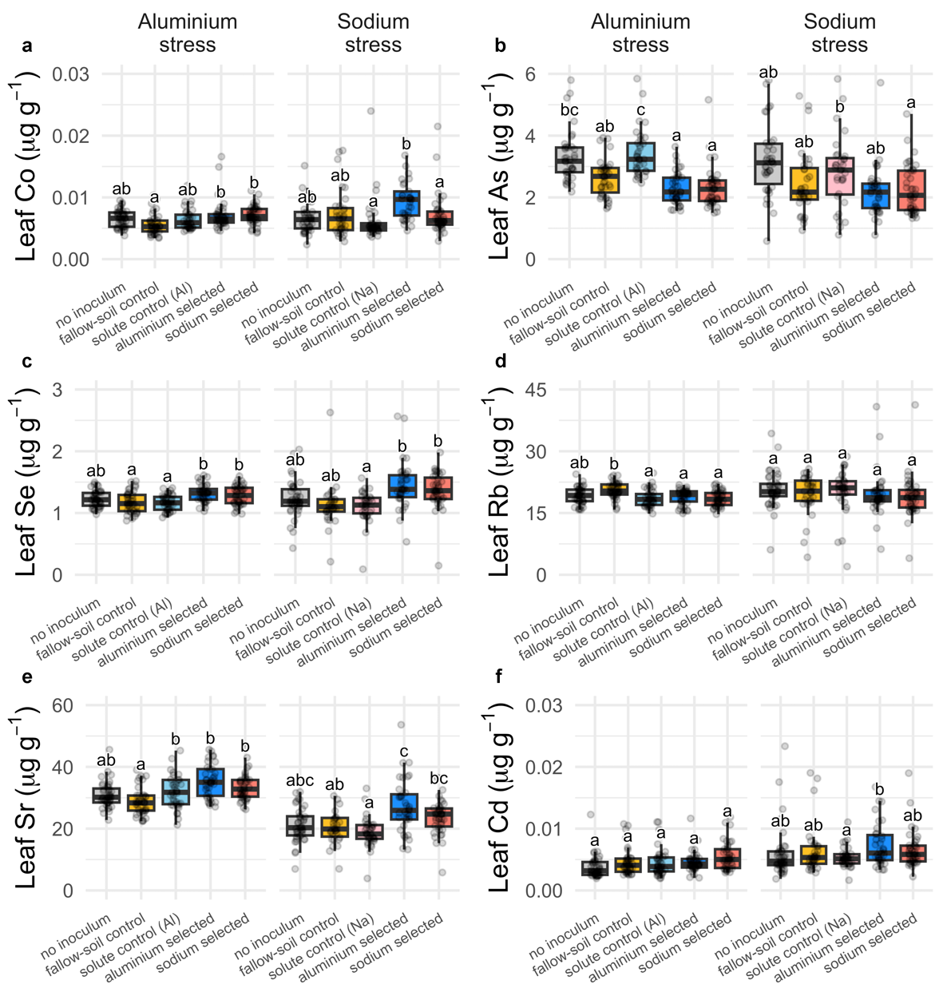 a
Aluminium
stress
Sodium
stress
Leaf Co (µg g⁻¹)
0.03
0.02
0.01
0.00
ab
a
ab
b
b
ab
ab
a
b
a
no inoculum
fallow-soil control
solute control (Al)
aluminium selected
sodium selected
no inoculum
fallow-soil control
solute control (Na)
aluminium selected
sodium selected
b
Aluminium
stress
Sodium
stress
Leaf As (µg g⁻¹)
6
4
2
0
bc
ab
c
a
a
ab
ab
b
ab
a
no inoculum
fallow-soil control
solute control (Al)
aluminium selected
sodium selected
no inoculum
fallow-soil control
solute control (Na)
aluminium selected
sodium selected
c
Leaf Se (µg g⁻¹)
3
2
1
0
ab
a
a
b
b
ab
ab
a
b
b
no inoculum
fallow-soil control
solute control (Al)
aluminium selected
sodium selected
no inoculum
fallow-soil control
solute control (Na)
aluminium selected
sodium selected
d
Leaf Rb (µg g⁻¹)
45
30
15
0
ab
b
a
a
a
a
a
a
a
a
no inoculum
fallow-soil control
solute control (Al)
aluminium selected
sodium selected
no inoculum
fallow-soil control
solute control (Na)
aluminium selected
sodium selected
e
Leaf Sr (µg g⁻¹)
60
40
20
0
ab
a
b
b
b
abc
ab
a
c
bc
no inoculum
fallow-soil control
solute control (Al)
aluminium selected
sodium selected
no inoculum
fallow-soil control
solute control (Na)
aluminium selected
sodium selected
f
Leaf Cd (µg g⁻¹)
0.03
0.02
0.01
0.00
a
a
a
a
a
ab
ab
a
b
ab
no inoculum
fallow-soil control
solute control (Al)
aluminium selected
sodium selected
no inoculum
fallow-soil control
solute control (Na)
aluminium selected
sodium selected